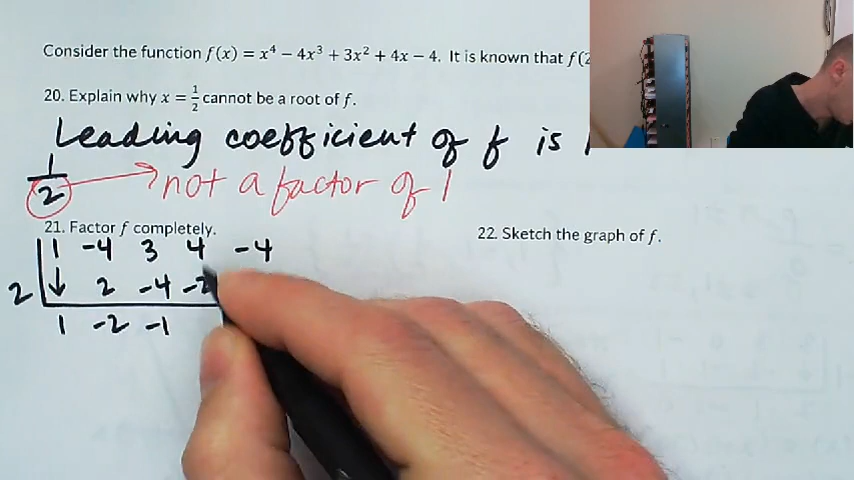 Consider the function f(x) = x⁴ − 4x³ + 3x² + 4x − 4. It is known that f(2
20. Explain why x = 1/2 cannot be a root of f.
Leading coefficient of f is 1
1/2 → not a factor of 1
21. Factor f completely.
22. Sketch the graph of f.
1 -4 3 4 -4
2 2 -4 -2
1 -2 -1